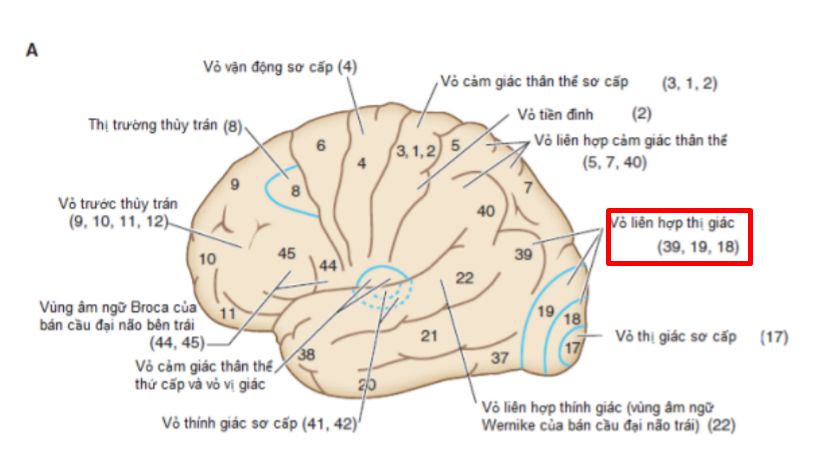 A
Vỏ vận động sơ cấp (4)
Vỏ cảm giác thân thể sơ cấp (3, 1, 2)
Thị trường thùy trán (8)
Vỏ tiền đình (2)
Vỏ liên hợp cảm giác thân thể
(5, 7, 40)
Vỏ trước thùy trán
(9, 10, 11, 12)
Vỏ liên hợp thị giác
(39, 19, 18)
6
4
3, 1, 2
5
9
8
7
40
10
45
44
39
22
11
19
18
17
21
38
37
20
Vùng âm ngữ Broca của
bán cầu đại não bên trái
(44, 45)
Vỏ thị giác sơ cấp (17)
Vỏ cảm giác thân thể
thứ cấp và vỏ vị giác
Vỏ thính giác sơ cấp (41, 42)
Vỏ liên hợp thính giác (vùng âm ngữ
Wernike của bán cầu đại não trái) (22)